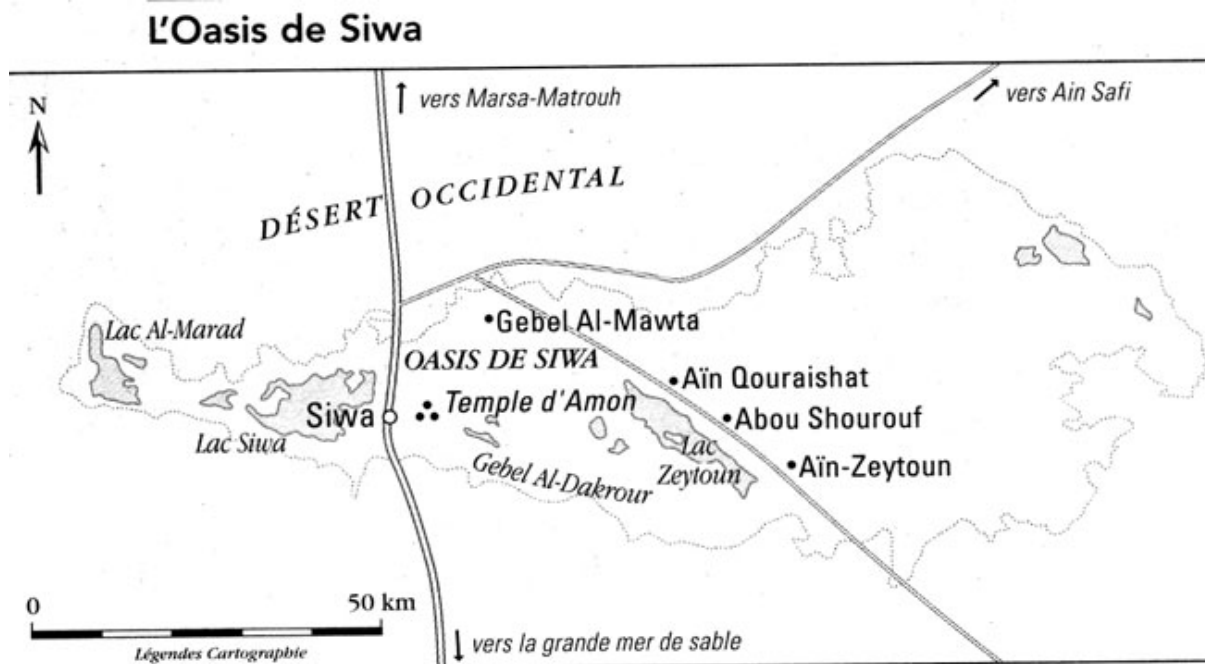 L'Oasis de Siwa
N
vers Marsa-Matrouh
vers Ain Safi
DÉSERT OCCIDENTAL
Lac Al-Marad
Gebel Al-Mawta
OASIS DE SIWA
Aïn Qouraishat
Siwa
Temple d'Amon
Abou Shourouf
Lac Siwa
Lac
Zeytoun
Gebel Al-Dakrour
Aïn-Zeytoun
0
50 km
Légendes Cartographie
vers la grande mer de sable